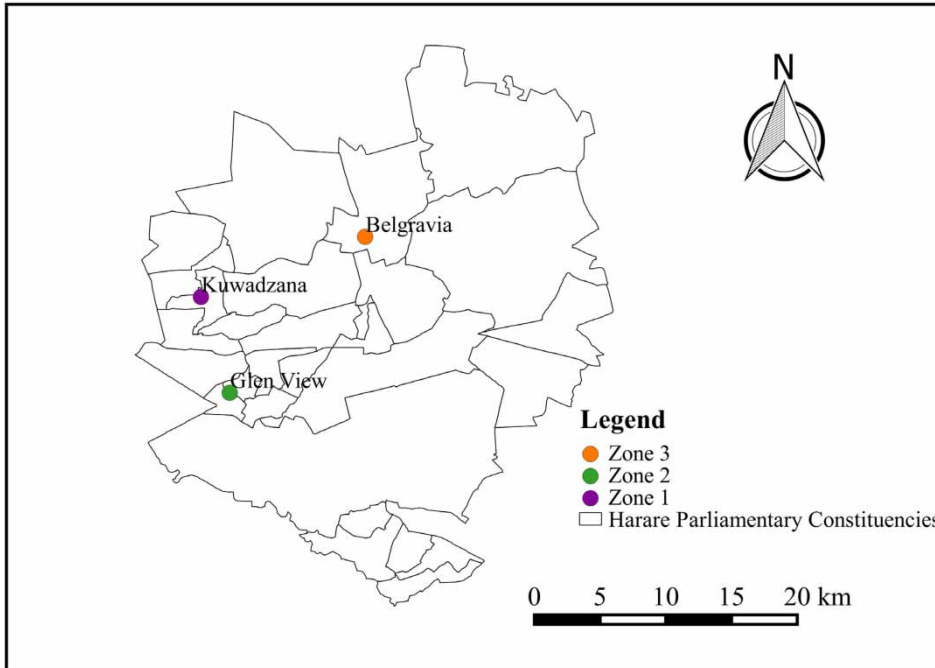 N
Belgravia
Kuwadzana
Glen View
Legend
Zone 3
Zone 2
Zone 1
Harare Parliamentary Constituencies
0 5 10 15 20 km